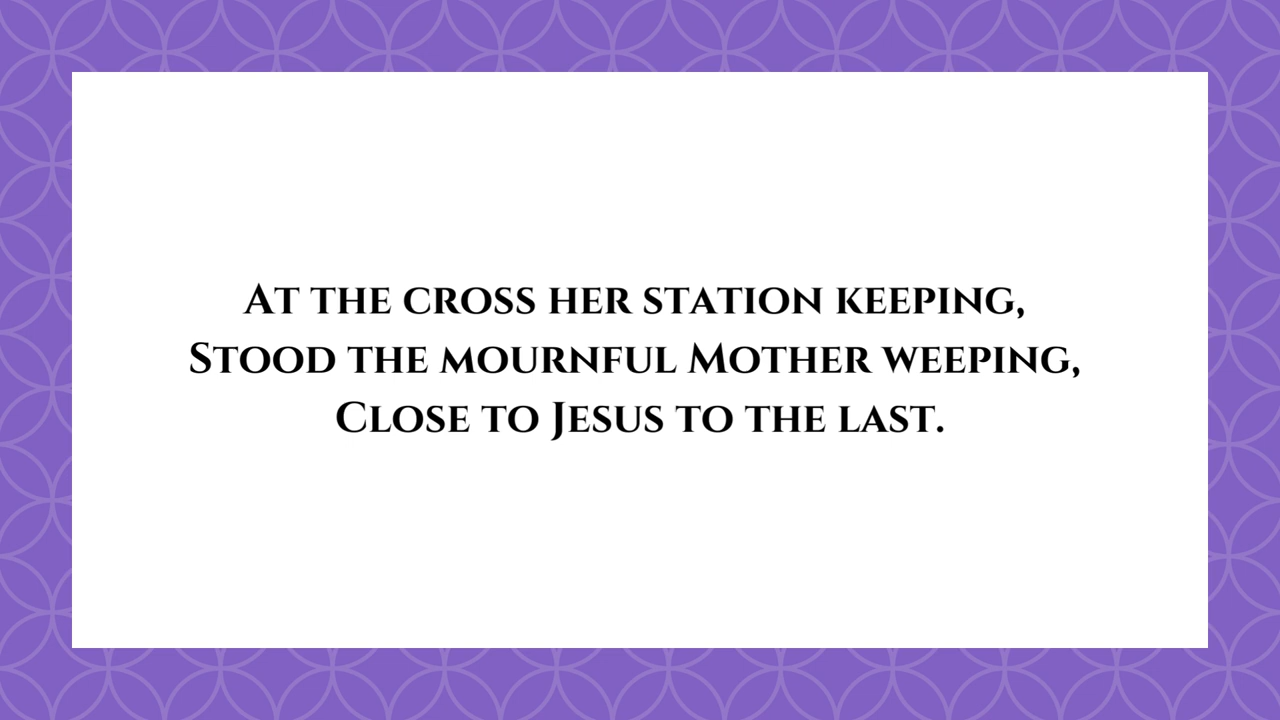 At the cross her station keeping,
Stood the mournful Mother weeping,
Close to Jesus to the last.